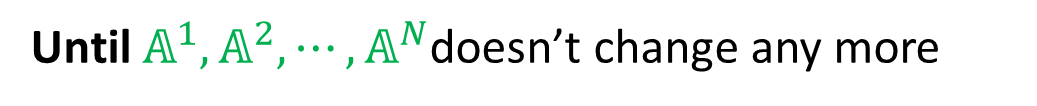 Until 𝔸¹, 𝔸², ⋯, 𝔸ᴺ doesn’t change any more